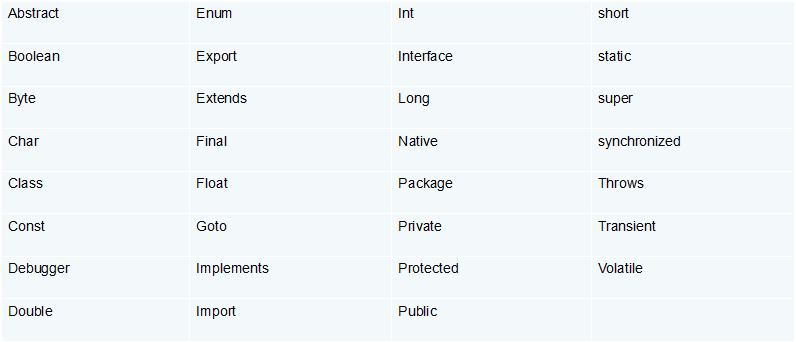 Abstract Enum Int short
Boolean Export Interface static
Byte Extends Long super
Char Final Native synchronized
Class Float Package Throws
Const Goto Private Transient
Debugger Implements Protected Volatile
Double Import Public